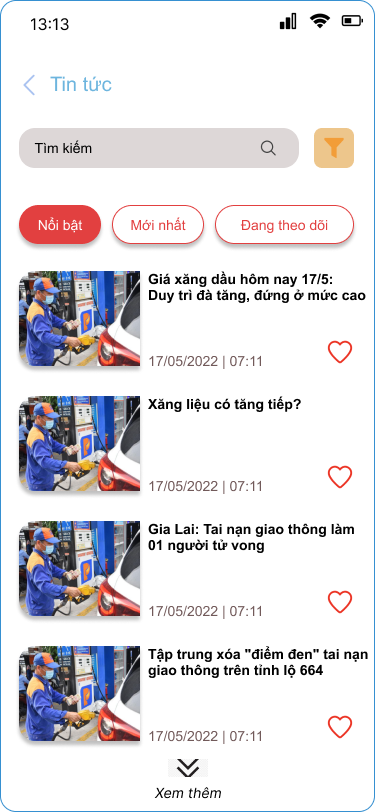 13:13
Tin tức
Tìm kiếm
Nổi bật
Mới nhất
Đang theo dõi
Giá xăng dầu hôm nay 17/5:
Duy trì đà tăng, đứng ở mức cao
17/05/2022 | 07:11
Xăng liệu có tăng tiếp?
17/05/2022 | 07:11
Gia Lai: Tai nạn giao thông làm
01 người tử vong
17/05/2022 | 07:11
Tập trung xóa "điểm đen" tai nạn
giao thông trên tỉnh lộ 664
17/05/2022 | 07:11
Xem thêm